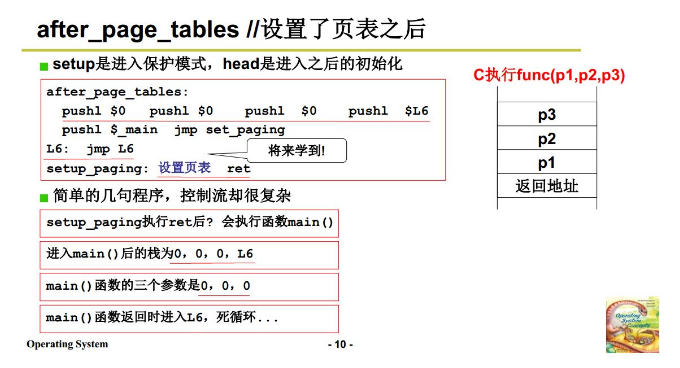 after_page_tables //设置了页表之后
setup是进入保护模式，head是进入之后的初始化
after_page_tables:
pushl $0 pushl $0 pushl $0 pushl $L6
pushl $_main jmp set_paging
L6: jmp L6
将来学到!
setup_paging: 设置页表 ret
简单的几句程序，控制流却很复杂
setup_paging执行ret后? 会执行函数main()
进入main()后的栈为0, 0, 0, L6
main()函数的三个参数是0, 0, 0
main()函数返回时进入L6, 死循环...
C执行func(p1,p2,p3)
p3
p2
p1
返回地址
Operating System Concepts
Operating System
- 10 -